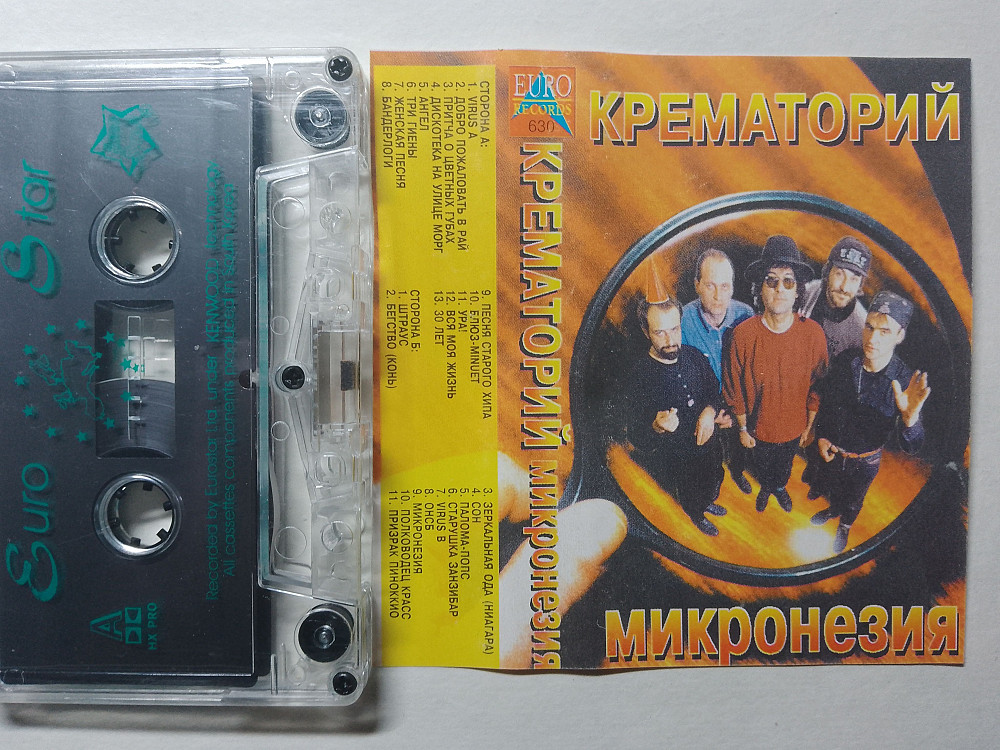 Euro Star
Recorded by Eurostar Ltd. under KENWOOD
All cassettes components produced in South Korea
A
HX PRO
СТОРОНА А:
1. VIRUS A
2. ДОБРО ПОЖАЛОВАТЬ В РАЙ
3. ПРИТЧА О ЦВЕТНЫХ ГУБАХ
4. ДИСКОТЕКА НА УЛИЦЕ МОРГ
5. АНГЕЛ
6. ТРИ ГИЕНЫ
7. ЖЕНСКАЯ ПЕСНЯ
8. БАНДЕРЛОГИ
9. ПЕСНЯ СТАРОГО ХИПА
10. БЛЮЗ-MINUET
11. УРА!
12. ВСЯ МОЯ ЖИЗНЬ
13. 30 ЛЕТ
СТОРОНА Б:
1. ШТРАУС
2. БЕГСТВО (КОНЬ)
3. ЗЕРКАЛЬНАЯ ОДА (НИАГАРА)
4. СОН
5. ПАЛОМА-ПОПС
6. СТАРУШКА ЗАНЗИБАР
7. VIRUS B
8. ОНСБ
9. МИКРОНЕЗИЯ
10. ПОЛКОВОДЕЦ КРАСС
11. ПРИЗРАК ПИНОККИО
EURO
RECORDS
630
КРЕМАТОРИЙ МИКРОНЕЗИЯ
КРЕМАТОРИЙ
МИКРОНЕЗИЯ